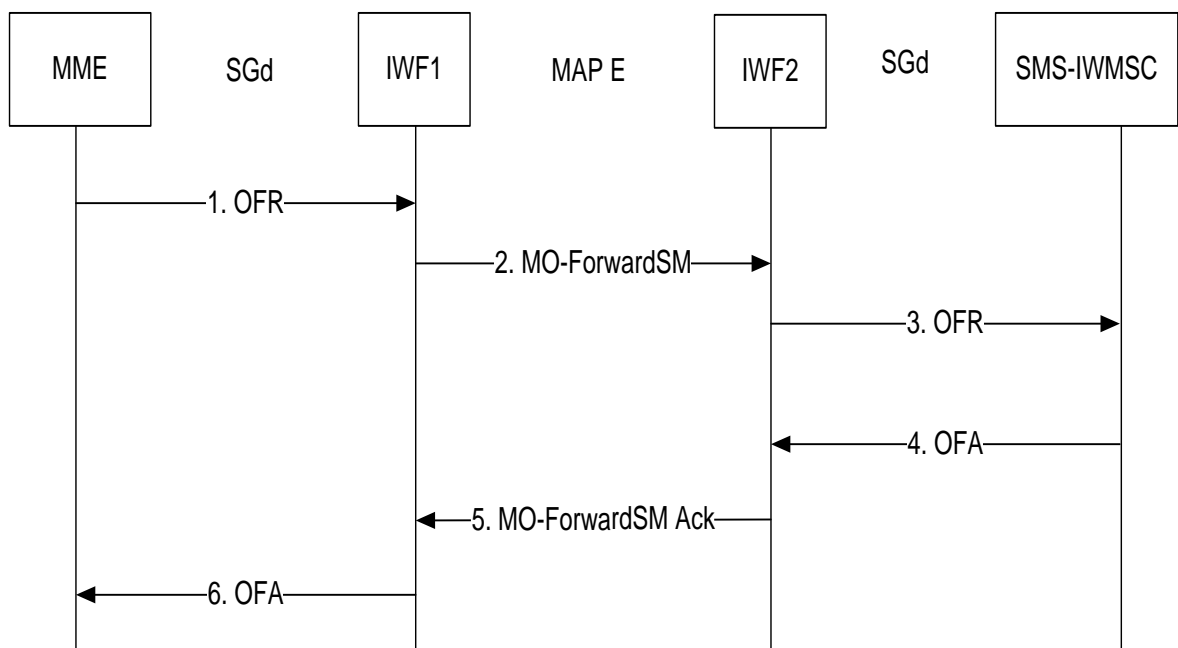 MME
SGd
IWF1
MAP E
IWF2
SGd
SMS-IWMSC
1. OFR
2. MO-ForwardSM
3. OFR
4. OFA
5. MO-ForwardSM Ack
6. OFA